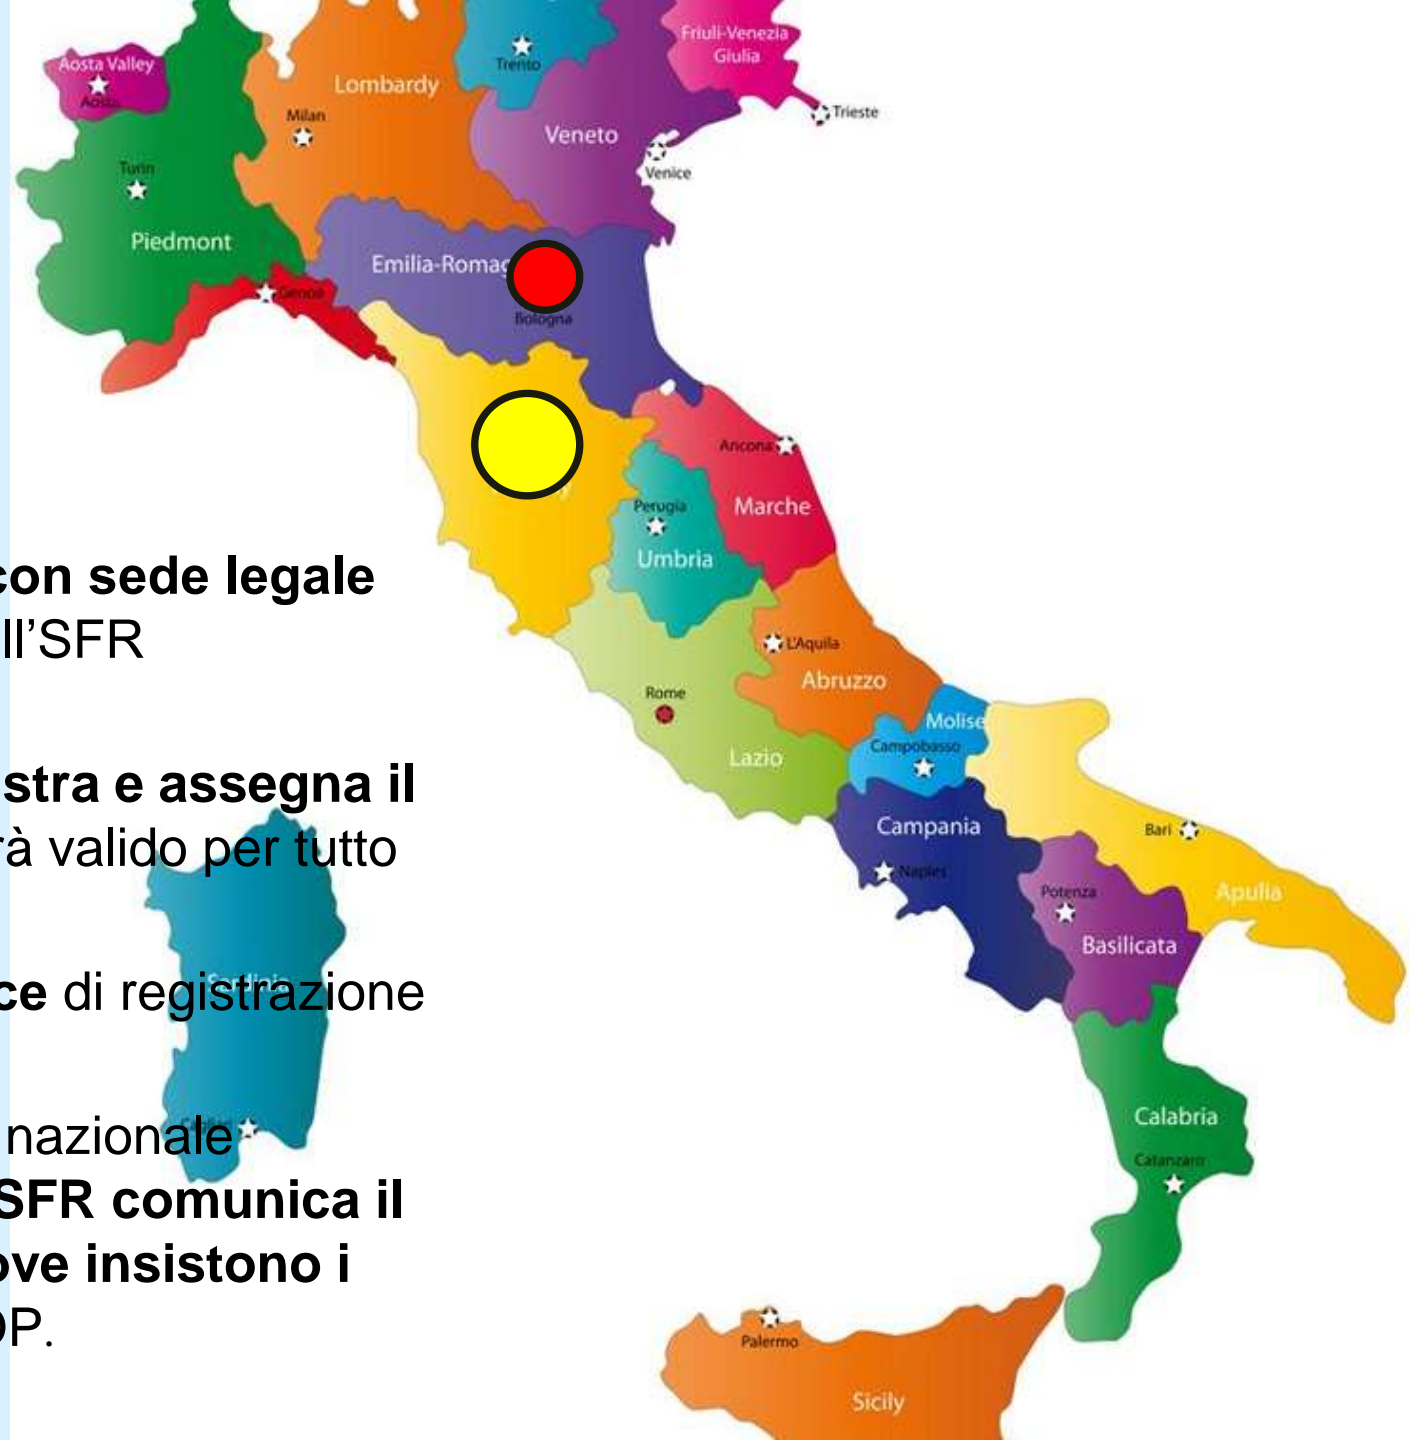 Friuli-Venezia
Giulia
Aosta Valley
Aosta
Trento
Lombardy
Milan
Trieste
Veneto
Venice
Turin
Piedmont
Emilia-Romag
Genoa
Bologna
Ancona
Marche
Perugia
Umbria
con sede legale
ll’SFR
L'Aquila
Abruzzo
Rome
Molise
Campobasso
Lazio
stra e assegna il
rà valido per tutto
Campania
Bari
Naples
Potenza
Apulia
Basilicata
Sardinia
ce di registrazione
Calabria
Cagliari
nazionale
Catanzaro
SFR comunica il
ove insistono i
OP.
Palermo
Sicily